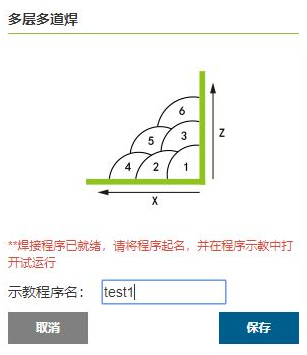 多层多道焊
6
Z
5
3
4
2
1
X
**焊接程序已就绪，请将程序起名，并在程序示教中打
开试运行
示教程序名： test1
取消 保存